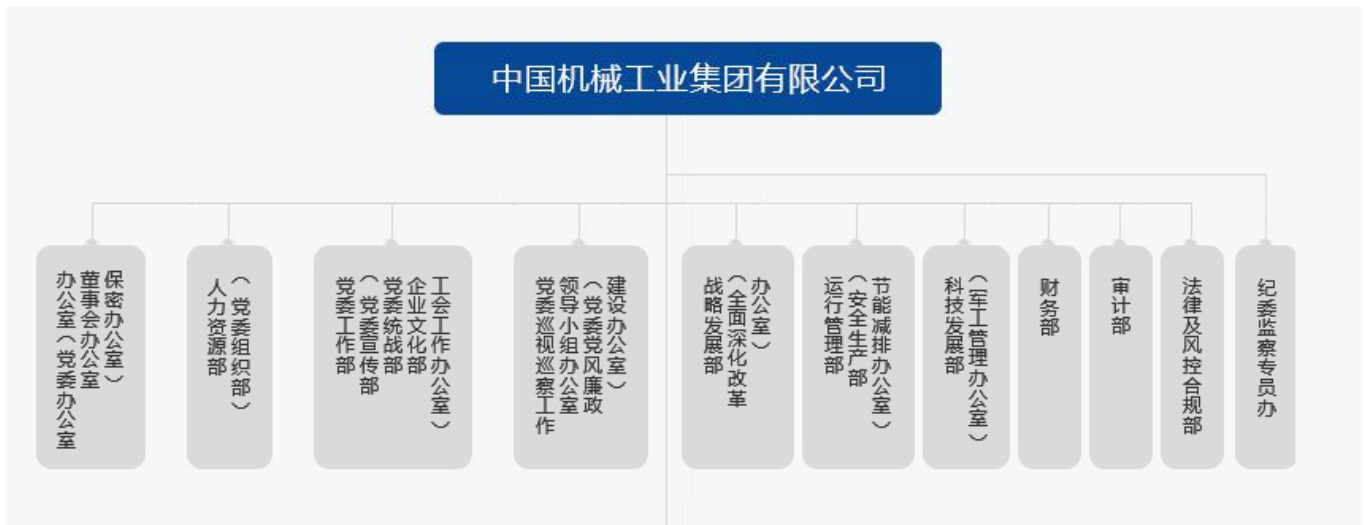 中国机械工业集团有限公司
办公室（党委办公室
董事会办公室
保密办公室）
人力资源部
（党委组织部）
党委工作部
（党委宣传部
党委统战部
企业文化部
工会工作办公室）
党委巡视巡察工作
领导小组办公室
（党委党风廉政
建设办公室）
战略发展部
（全面深化改革
办公室）
运行管理部
（安全生产部
节能减排办公室）
科技发展部
（军工管理办公室）
财务部
审计部
法律及风控合规部
纪委监察专员办